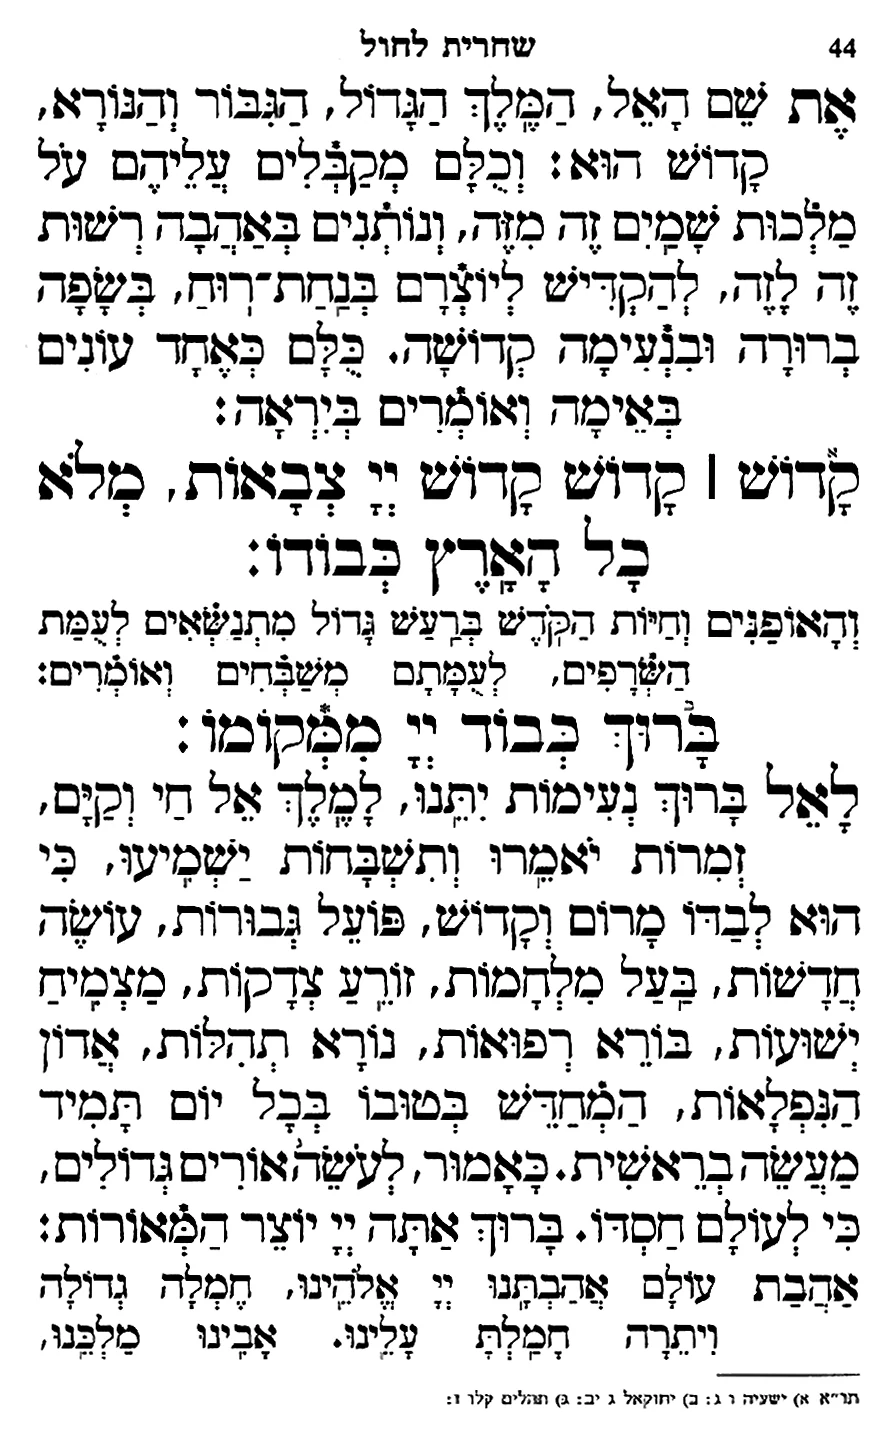 44 שחרית לחול
אֶת שֵׁם הָאֵל, הַמֶּלֶךְ הַגָּדוֹל, הַגִּבּוֹר וְהַנּוֹרָא,
קָדוֹשׁ הוּא: וְכֻלָּם מְקַבְּלִים עֲלֵיהֶם עֹל
מַלְכוּת שָׁמַיִם זֶה מִזֶּה, וְנוֹתְנִים בְּאַהֲבָה רְשׁוּת
זֶה לָזֶה, לְהַקְדִּישׁ לְיוֹצְרָם בְּנַחַת־רוּחַ, בְּשָׂפָה
בְרוּרָה וּבִנְעִימָה קְדוֹשָׁה. כֻּלָּם כְּאֶחָד עוֹנִים
בְּאֵימָה וְאוֹמְרִים בְּיִרְאָה:
קָדוֹשׁ | קָדוֹשׁ קָדוֹשׁ יְיָ צְבָאוֹת, מְלֹא
כָל הָאָרֶץ כְּבוֹדוֹ:
וְהָאוֹפַנִּים וְחַיּוֹת הַקֹּדֶשׁ בְּרַעַשׁ גָּדוֹל מִתְנַשְּׂאִים לְעֻמַּת
הַשְּׂרָפִים, לְעֻמָּתָם מְשַׁבְּחִים וְאוֹמְרִים:
בָּרוּךְ כְּבוֹד יְיָ מִמְּקוֹמוֹ:
לָאֵל בָּרוּךְ נְעִימוֹת יִתֵּנוּ, לַמֶּלֶךְ אֵל חַי וְקַיָּם,
זְמִרוֹת יֹאמֵרוּ וְתִשְׁבָּחוֹת יַשְׁמִיעוּ, כִּי
הוּא לְבַדּוֹ מָרוֹם וְקָדוֹשׁ, פּוֹעֵל גְּבוּרוֹת, עוֹשֶׂה
חֲדָשׁוֹת, בַּעַל מִלְחָמוֹת, זוֹרֵעַ צְדָקוֹת, מַצְמִיחַ
יְשׁוּעוֹת, בּוֹרֵא רְפוּאוֹת, נוֹרָא תְהִלּוֹת, אֲדוֹן
הַנִּפְלָאוֹת, הַמְחַדֵּשׁ בְּטוּבוֹ בְּכָל יוֹם תָּמִיד
מַעֲשֵׂה בְרֵאשִׁית. כָּאָמוּר, לְעֹשֵׂה אוֹרִים גְּדוֹלִים,
כִּי לְעוֹלָם חַסְדּוֹ. בָּרוּךְ אַתָּה יְיָ יוֹצֵר הַמְּאוֹרוֹת:
אַהֲבַת עוֹלָם אֲהַבְתָּנוּ יְיָ אֱלֹהֵינוּ, חֶמְלָה גְדוֹלָה
וִיתֵרָה חָמַלְתָּ עָלֵינוּ. אָבִינוּ מַלְכֵּנוּ,
תו״א א) ישעיה ו ג: ב) יחזקאל ג יב: ג) תהלים קלו ז: